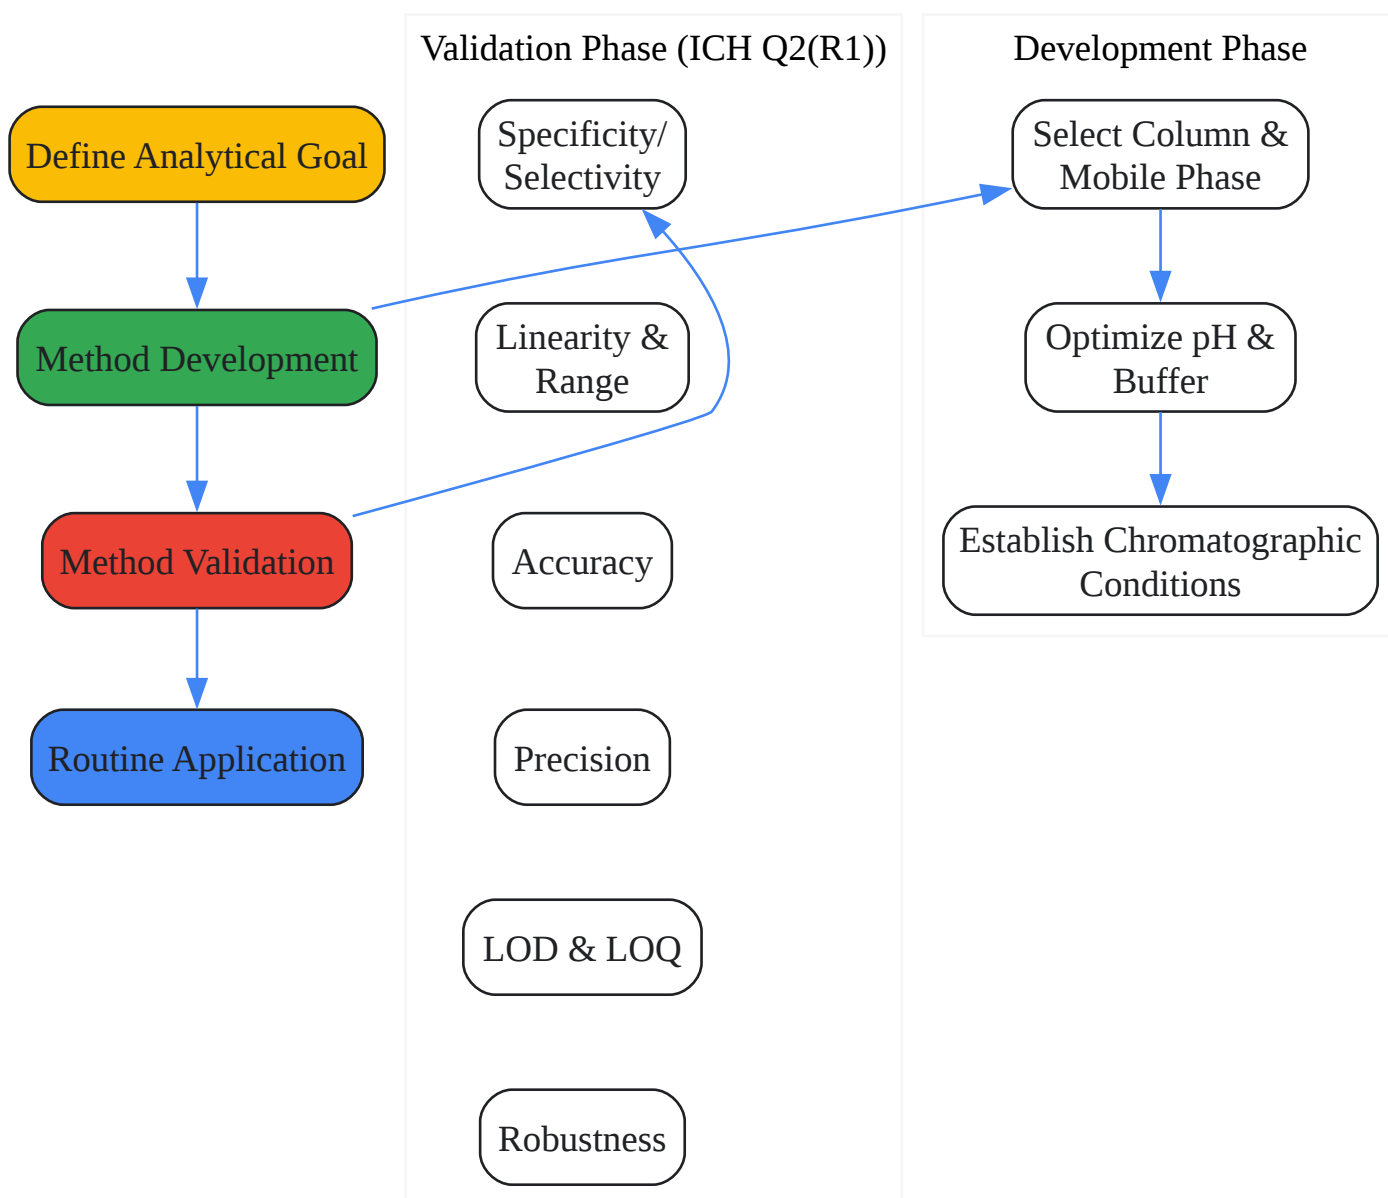 Validation Phase (ICH Q2(R1))
Development Phase
Define Analytical Goal
Method Development
Method Validation
Routine Application
Specificity/
Selectivity
Linearity &
Range
Accuracy
Precision
LOD & LOQ
Robustness
Select Column &
Mobile Phase
Optimize pH &
Buffer
Establish Chromatographic
Conditions